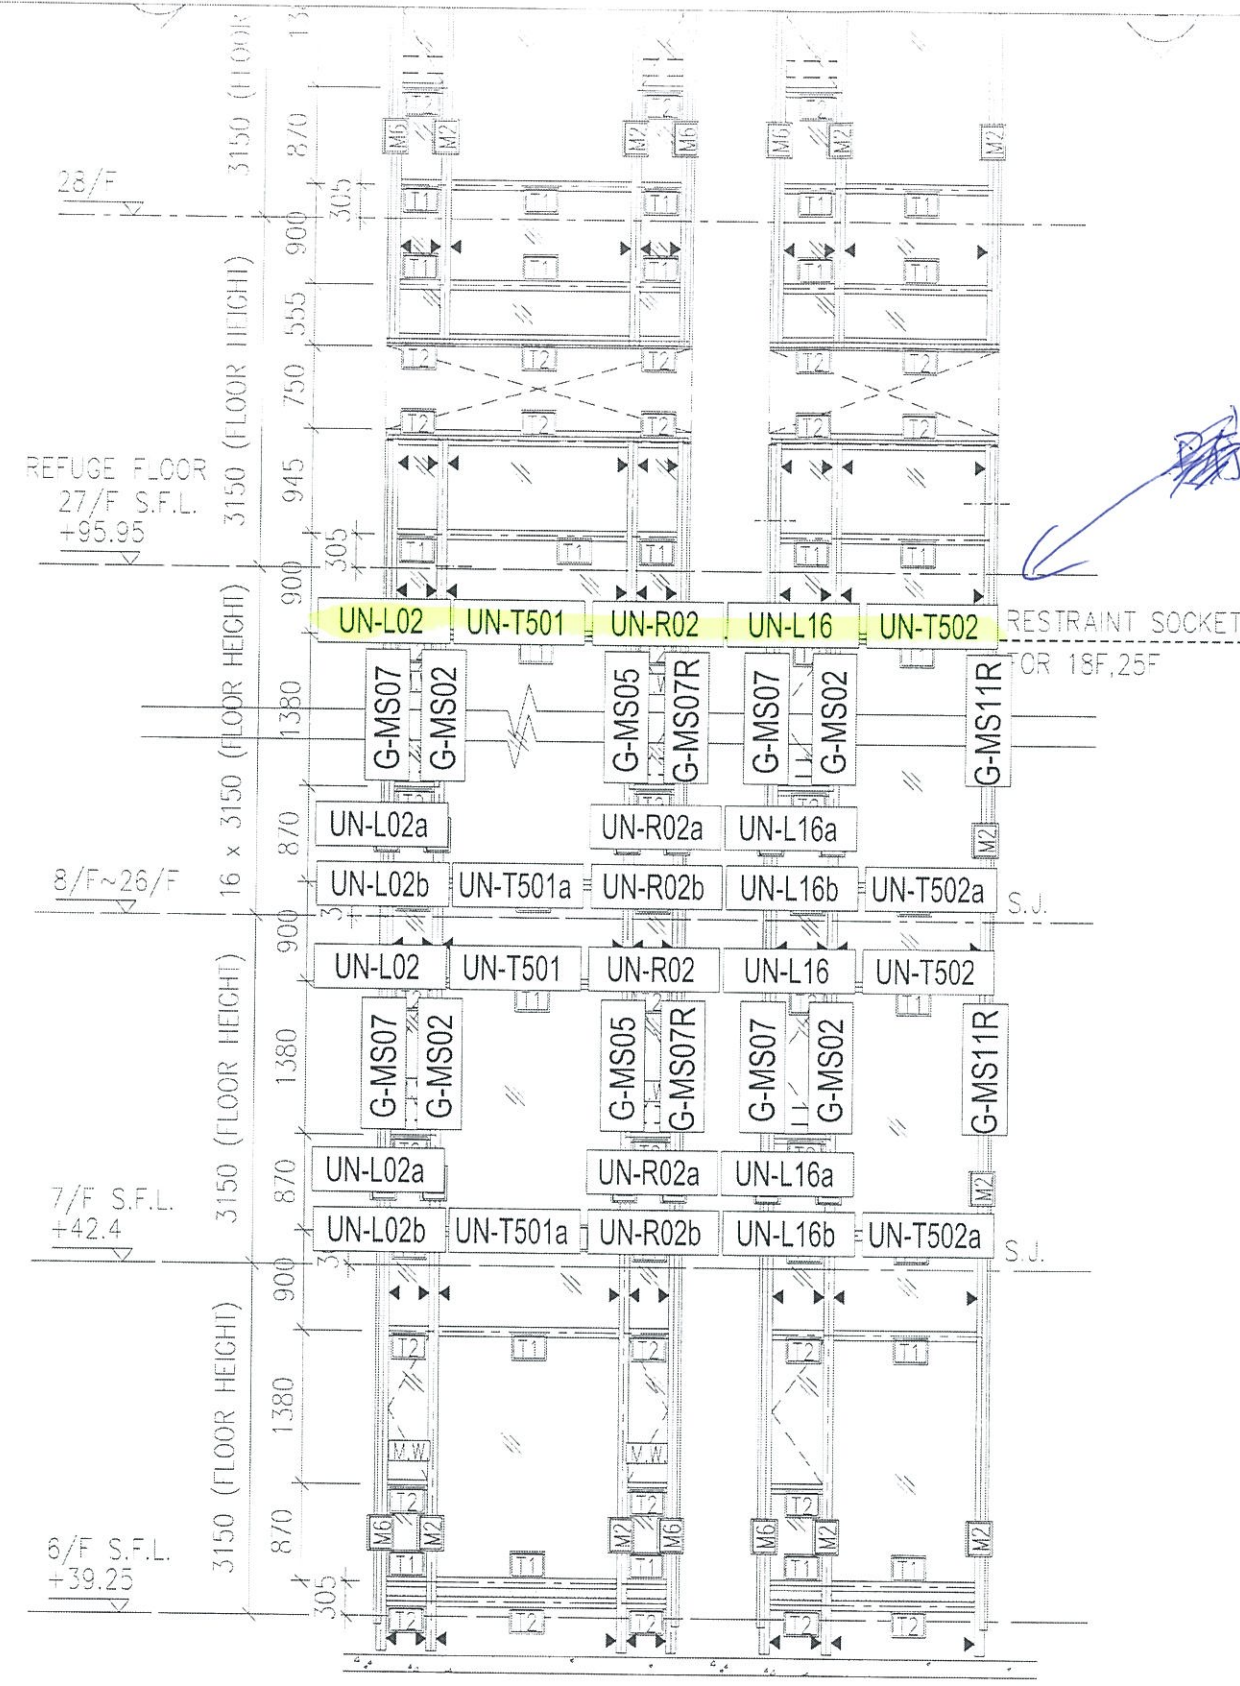 3150 (FLOOR
870
M6 M2 M2 M6 M6 M2 M2
T2 T2 T2
28/F
305
T1 T1 T1 T1 T1
900
T1 T1 T1 T1 T1
3150 (FLOOR HEIGHT)
555
T2 T2 T2 T2 T2
750
T2 T2 T2 T2 T2
REFUGE FLOOR
27/F S.F.L.
+95.95
945
305
T1 T1 T1 T1 T1
900
UN-L02 UN-T501 UN-R02 UN-L16 UN-T502
RESTRAINT SOCKET
FOR 18F,25F
16 x 3150 (FLOOR HEIGHT)
1380
G-MS07 G-MS02 G-MS05 G-MS07R G-MS07 G-MS02 G-MS11R
870
UN-L02a UN-R02a UN-L16a M2
8/F~26/F
UN-L02b UN-T501a UN-R02b UN-L16b UN-T502a
S.J.
900
3150 (FLOOR HEIGHT)
UN-L02 UN-T501 UN-R02 UN-L16 UN-T502
T1 T1
1380
G-MS07 G-MS02 G-MS05 G-MS07R G-MS07 G-MS02 G-MS11R
870
UN-L02a UN-R02a UN-L16a M2
7/F S.F.L.
+42.4
UN-L02b UN-T501a UN-R02b UN-L16b UN-T502a
S.J.
900
3150 (FLOOR HEIGHT)
T2 T1 T2 T2 T1
1380
M.W M.W
T2 T2 T2
870
M6 M2 M2 M6 M6 M2 M2
6/F S.F.L.
+39.25
T1 T1 T1 T1 T1
305
T2 T2 T2 T2 T2